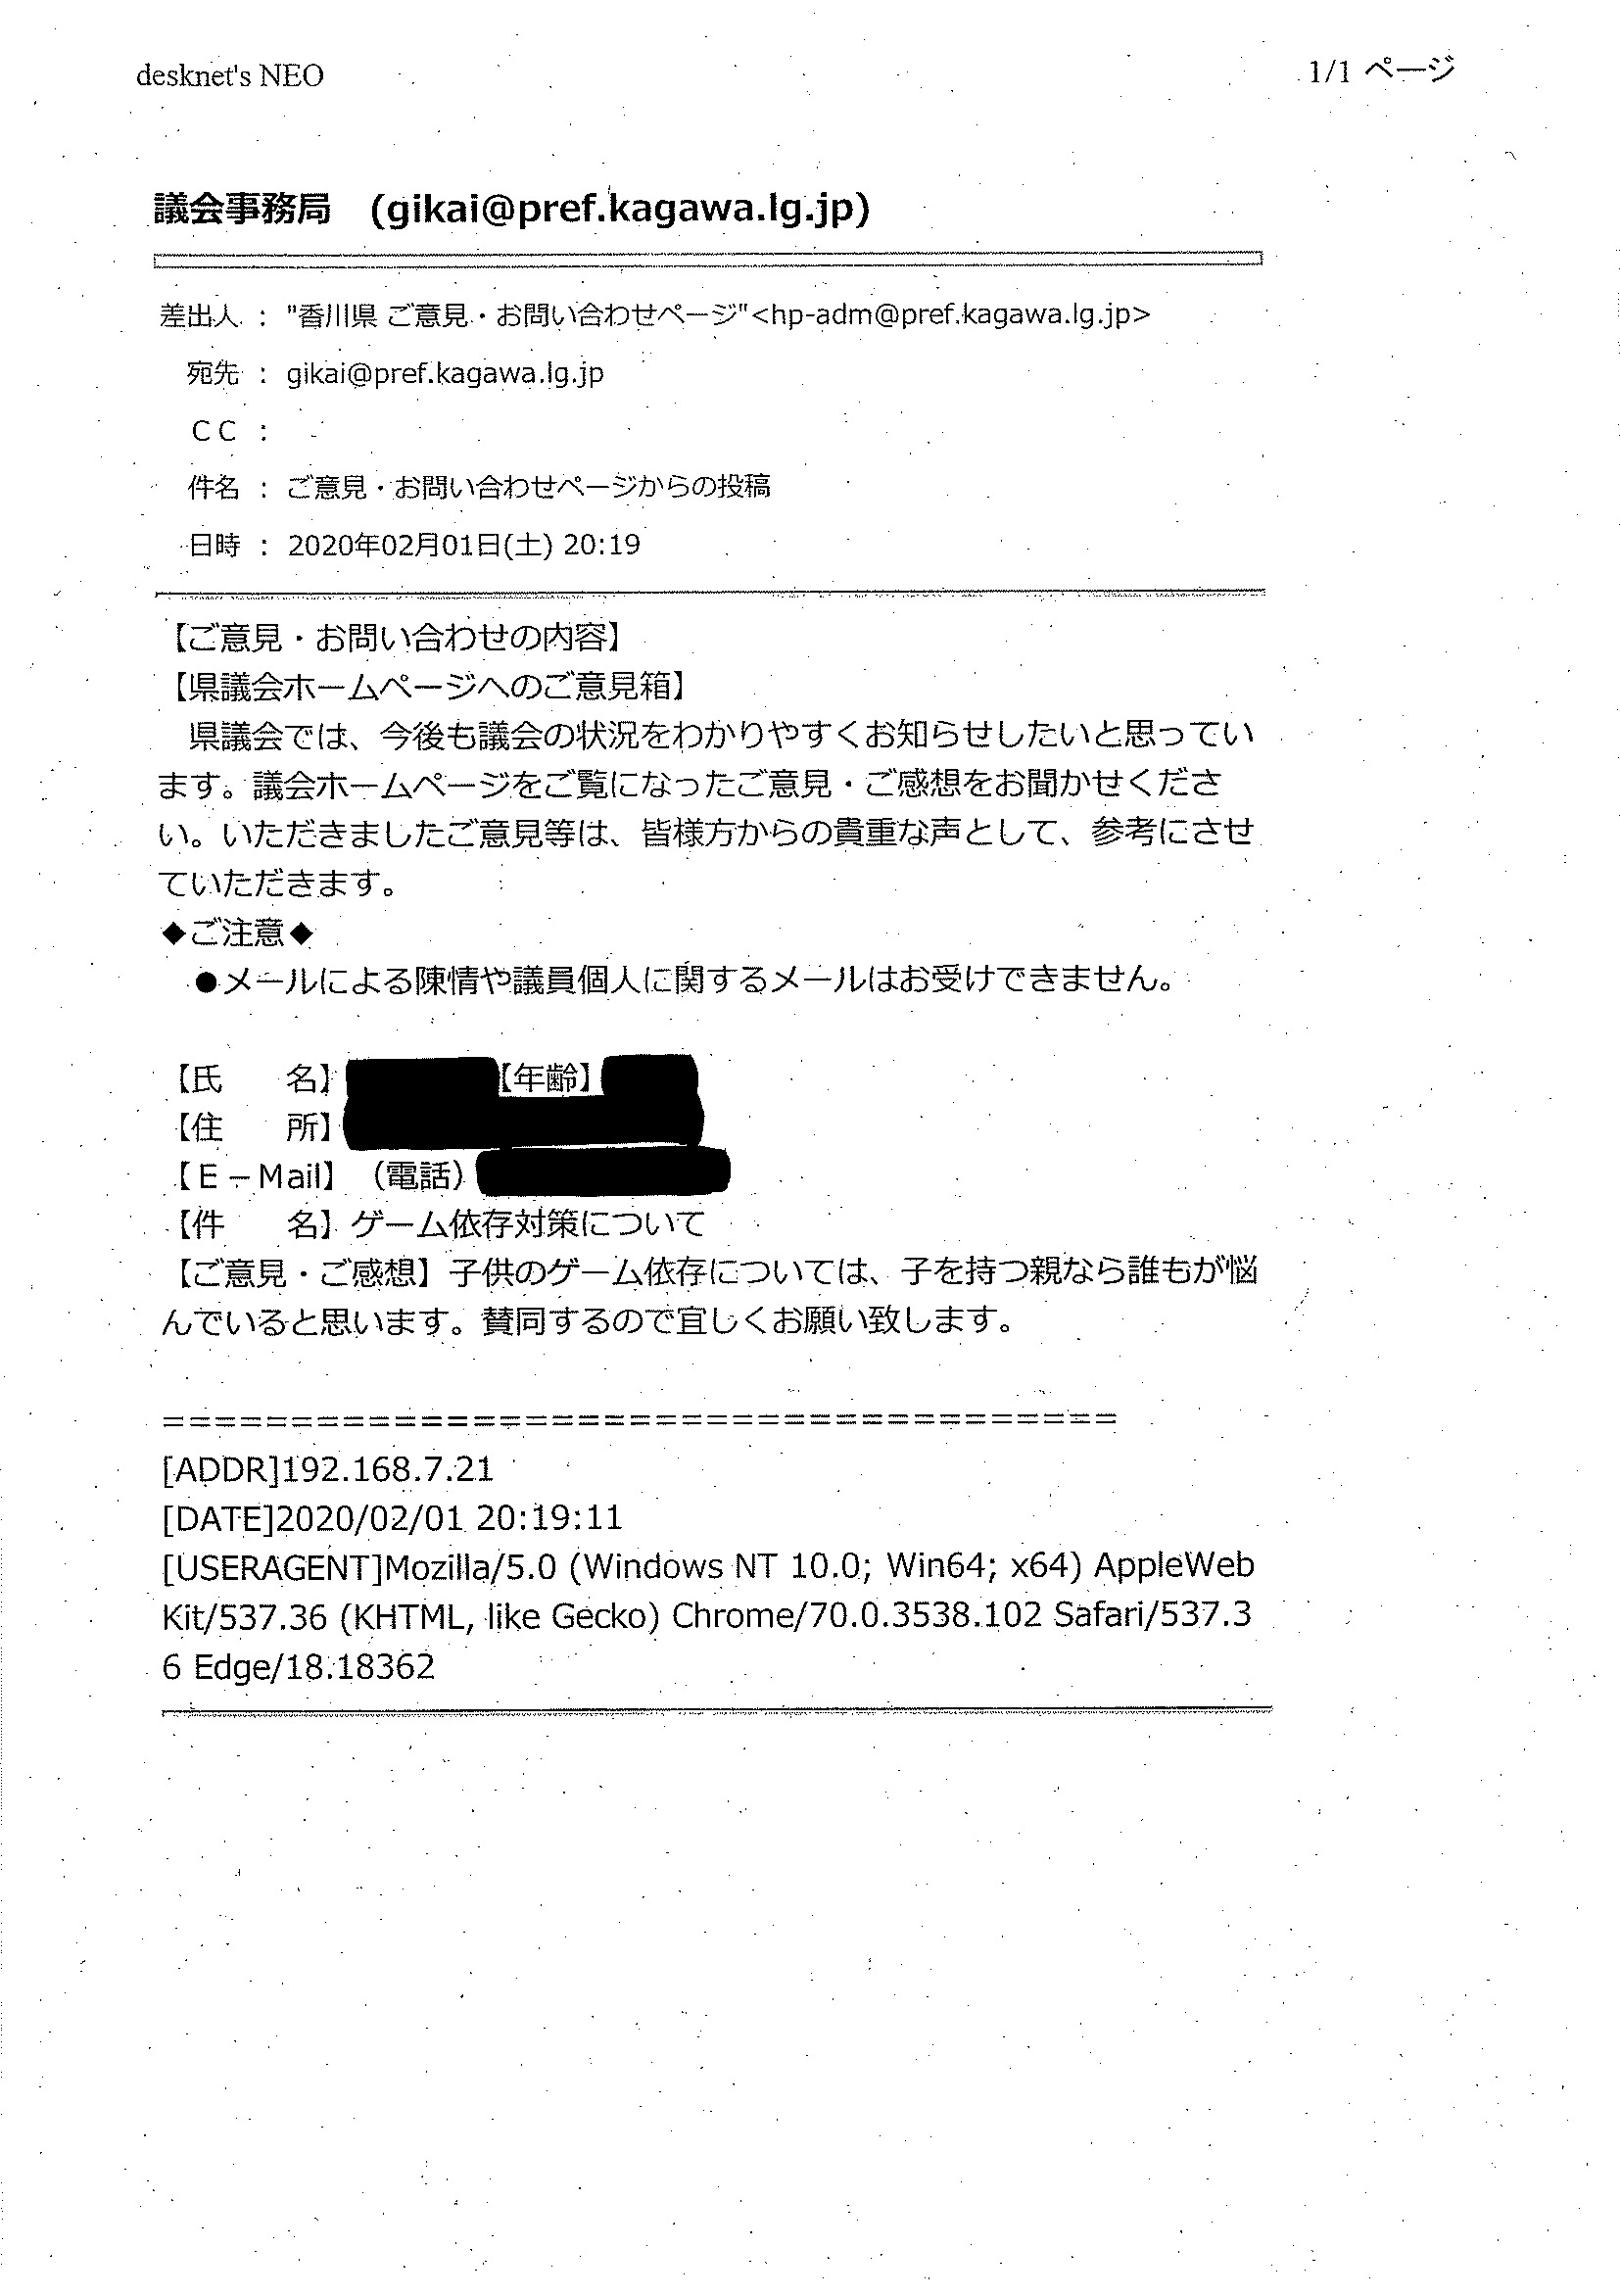 desknet's NEO
1/1 ページ
議会事務局　(gikai@pref.kagawa.lg.jp)
差出人 : "香川県 ご意見・お問い合わせページ"<hp-adm@pref.kagawa.lg.jp>
宛先 : gikai@pref.kagawa.lg.jp
ＣＣ :
件名 : ご意見・お問い合わせページからの投稿
日時 : 2020年02月01日(土) 20:19
【ご意見・お問い合わせの内容】
【県議会ホームページへのご意見箱】
　県議会では、今後も議会の状況をわかりやすくお知らせしたいと思ってい
ます。議会ホームページをご覧になったご意見・ご感想をお聞かせくださ
い。いただきましたご意見等は、皆様方からの貴重な声として、参考にさせ
ていただきます。
◆ご注意◆
　●メールによる陳情や議員個人に関するメールはお受けできません。
【氏　　名】【年齢】
【住　　所】
【Ｅ－Mail】（電話）
【件　　名】ゲーム依存対策について
【ご意見・ご感想】子供のゲーム依存については、子を持つ親なら誰もが悩
んでいると思います。賛同するので宜しくお願い致します。
=====================================
[ADDR]192.168.7.21
[DATE]2020/02/01 20:19:11
[USERAGENT]Mozilla/5.0 (Windows NT 10.0; Win64; x64) AppleWeb
Kit/537.36 (KHTML, like Gecko) Chrome/70.0.3538.102 Safari/537.3
6 Edge/18.18362